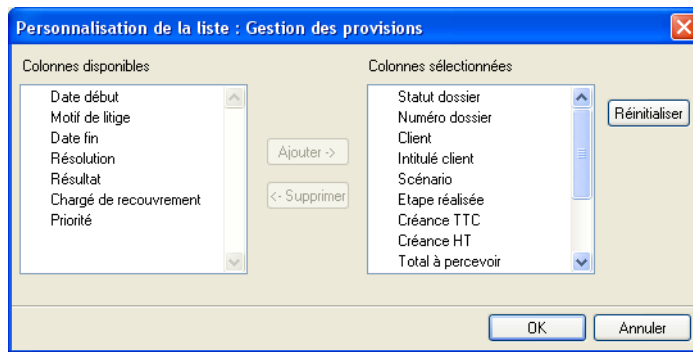 Personnalisation de la liste : Gestion des provisions
Colonnes disponibles
Date début
Motif de litige
Date fin
Résolution
Résultat
Chargé de recouvrement
Priorité
Ajouter ->
<- Supprimer
Colonnes sélectionnées
Statut dossier
Numéro dossier
Client
Intitulé client
Scénario
Etape réalisée
Créance TTC
Créance HT
Total à percevoir
Réinitialiser
OK
Annuler